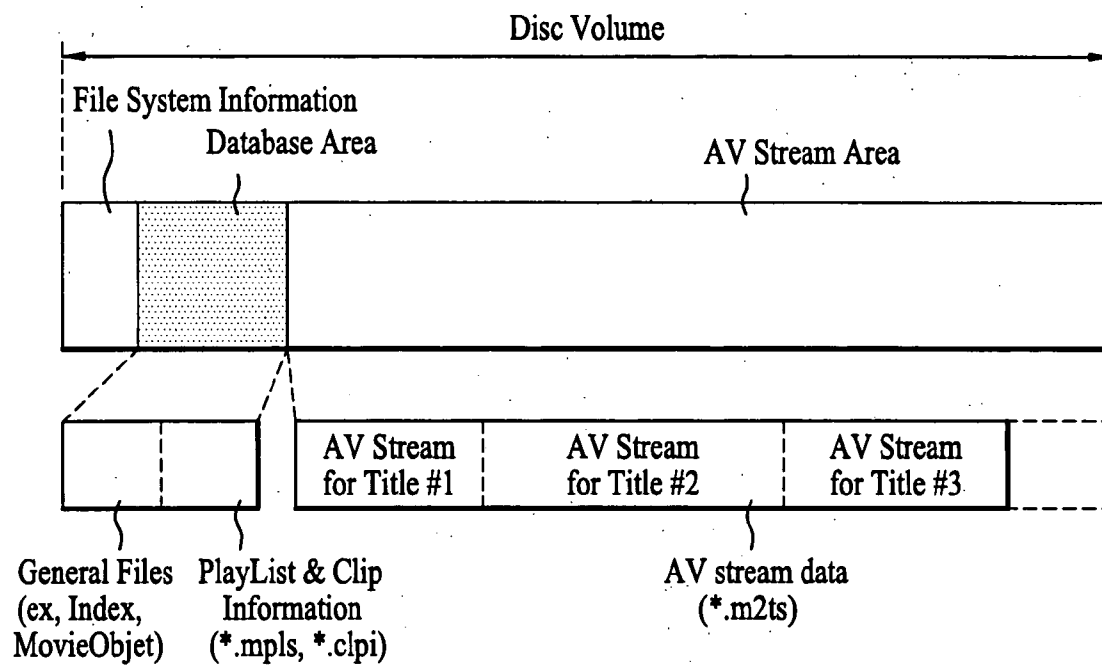 Disc Volume
File System Information
Database Area
AV Stream Area
AV Stream
for Title #1
AV Stream
for Title #2
AV Stream
for Title #3
General Files
(ex, Index,
MovieObjet)
PlayList & Clip
Information
(*.mpls, *.clpi)
AV stream data
(*.m2ts)